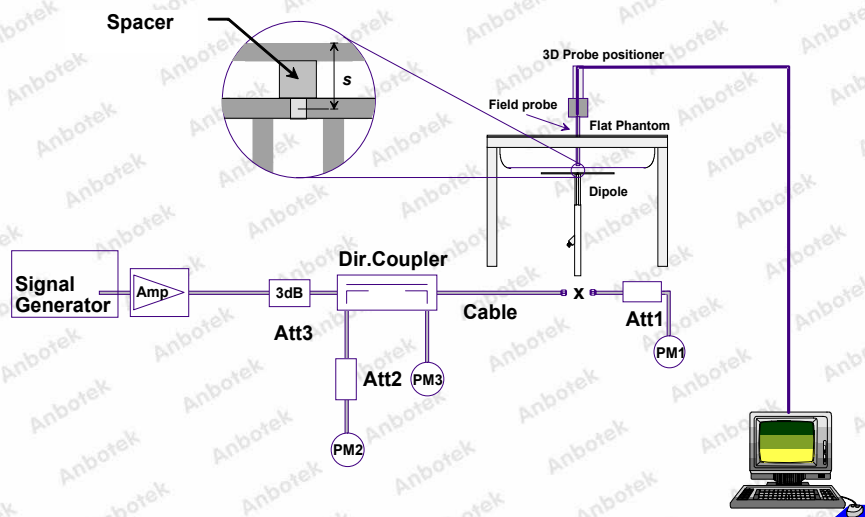 Spacer
s
3D Probe positioner
Field probe
Flat Phantom
Dipole
Signal
Generator
Amp
3dB
Att3
Dir.Coupler
Cable
x
Att1
PM1
Att2
PM3
PM2
Anbotek